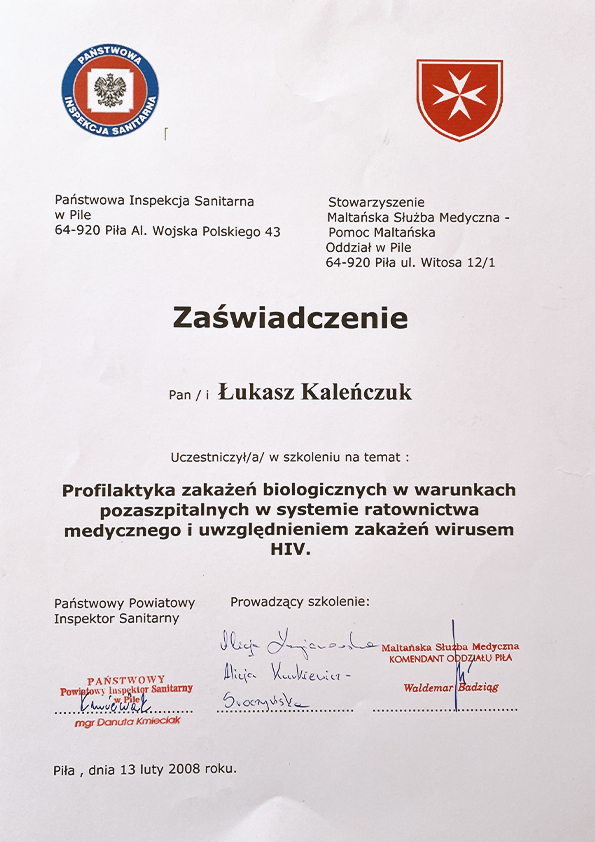 PAŃSTWOWA
INSPEKCJA SANITARNA
Państwowa Inspekcja Sanitarna
w Pile
64-920 Piła Al. Wojska Polskiego 43
Stowarzyszenie
Maltańska Służba Medyczna -
Pomoc Maltańska
Oddział w Pile
64-920 Piła ul. Witosa 12/1
Zaświadczenie
Pan / i Łukasz Kaleńczuk
Uczestniczył/a/ w szkoleniu na temat :
Profilaktyka zakażeń biologicznych w warunkach
pozaszpitalnych w systemie ratownictwa
medycznego i uwzględnieniem zakażeń wirusem
HIV.
Państwowy Powiatowy
Inspektor Sanitarny
PAŃSTWOWY
Powiatowy Inspektor Sanitarny
w Pile
mgr Danuta Kmieciak
Prowadzący szkolenie:
Alicja
Alicja Kunkiewicz-
Maltańska Służba Medyczna
KOMENDANT ODDZIAŁU PIŁA
Waldemar Badziąg
Piła , dnia 13 luty 2008 roku.